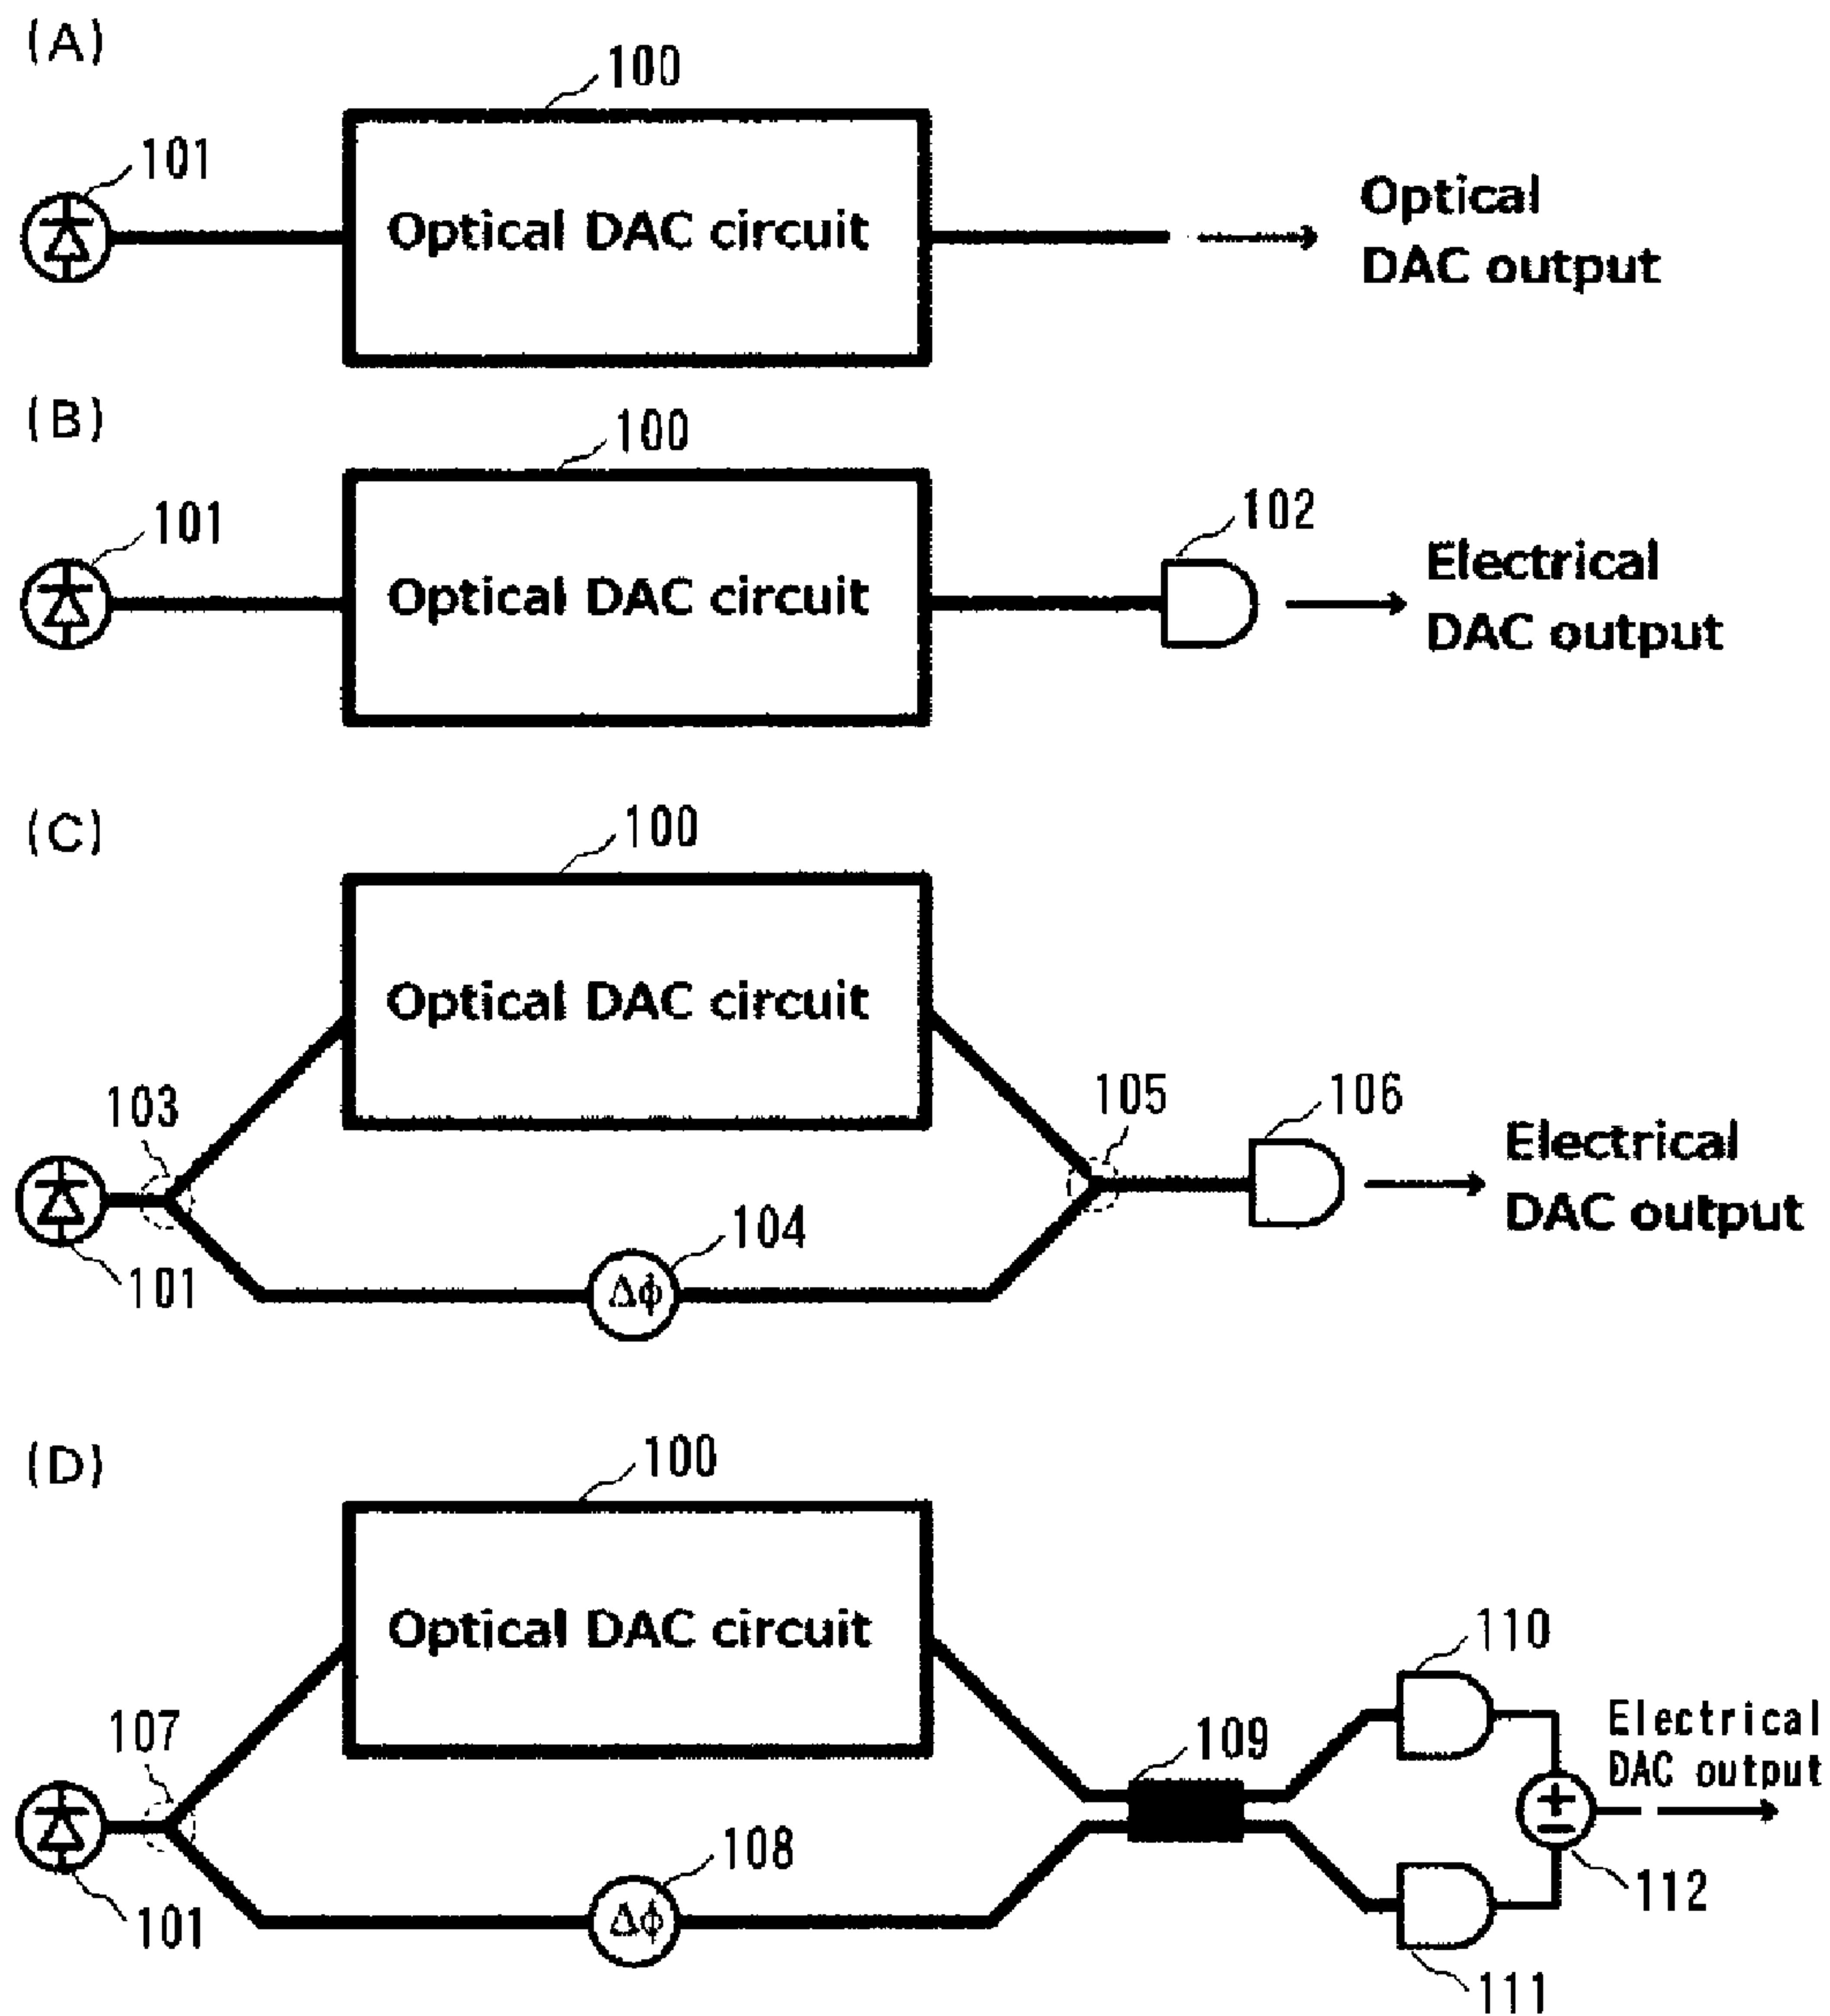 (A)
100
101
Optical DAC circuit
Optical
DAC output
(B)
100
101
102
Optical DAC circuit
Electrical
DAC output
(C)
100
Optical DAC circuit
103
105
106
Electrical
DAC output
104
101
Δϕ
(D)
100
Optical DAC circuit
110
107
109
Electrical
DAC output
±
108
112
101
Δϕ
111